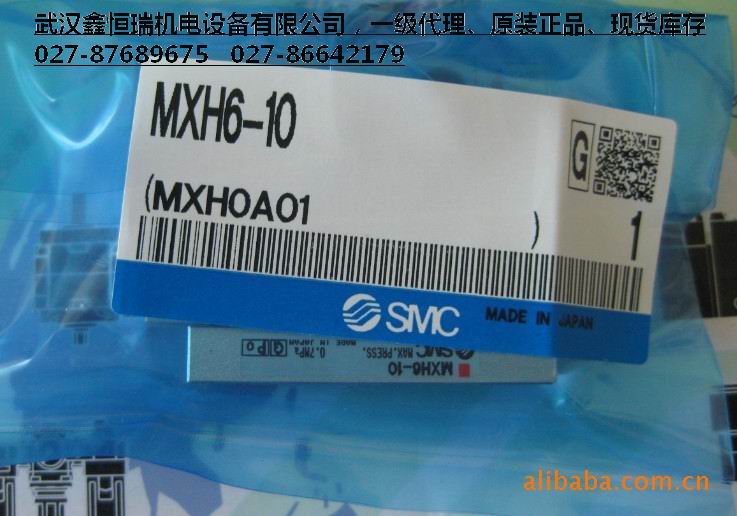 武汉鑫恒瑞机电设备有限公司，一级代理、原装正品、现货库存
027-87689675 027-86642179
MXH6-10
G
(MXH0A01 )
1
SMC MADE IN JAPAN
MXH6-10
SMC MAX.PRESS. 0.7MPa
MADE IN JAPAN
alibaba.com.cn